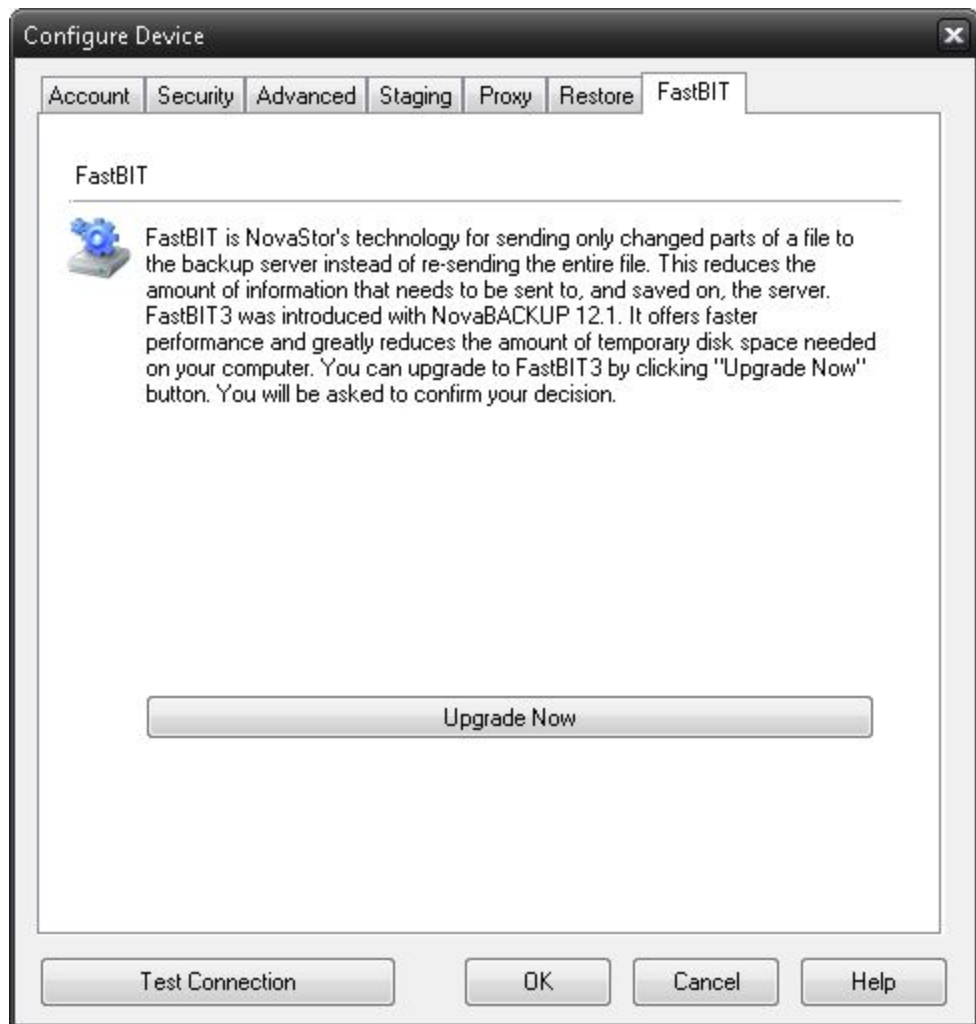 Configure Device
Account Security Advanced Staging Proxy Restore FastBIT
FastBIT
FastBIT is NovaStor's technology for sending only changed parts of a file to
the backup server instead of re-sending the entire file. This reduces the
amount of information that needs to be sent to, and saved on, the server.
FastBIT3 was introduced with NovaBACKUP 12.1. It offers faster
performance and greatly reduces the amount of temporary disk space needed
on your computer. You can upgrade to FastBIT3 by clicking "Upgrade Now"
button. You will be asked to confirm your decision.
Upgrade Now
Test Connection OK Cancel Help